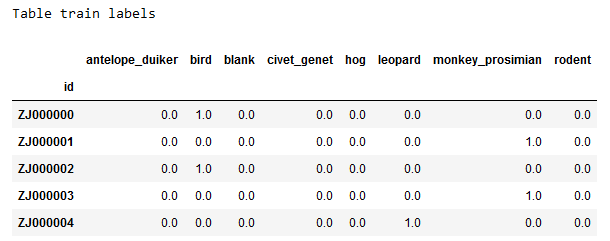 Table train labels
antelope_duiker bird blank civet_genet hog leopard monkey_prosimian rodent
id
ZJ000000 0.0 1.0 0.0 0.0 0.0 0.0 0.0 0.0
ZJ000001 0.0 0.0 0.0 0.0 0.0 0.0 1.0 0.0
ZJ000002 0.0 1.0 0.0 0.0 0.0 0.0 0.0 0.0
ZJ000003 0.0 0.0 0.0 0.0 0.0 0.0 1.0 0.0
ZJ000004 0.0 0.0 0.0 0.0 0.0 1.0 0.0 0.0